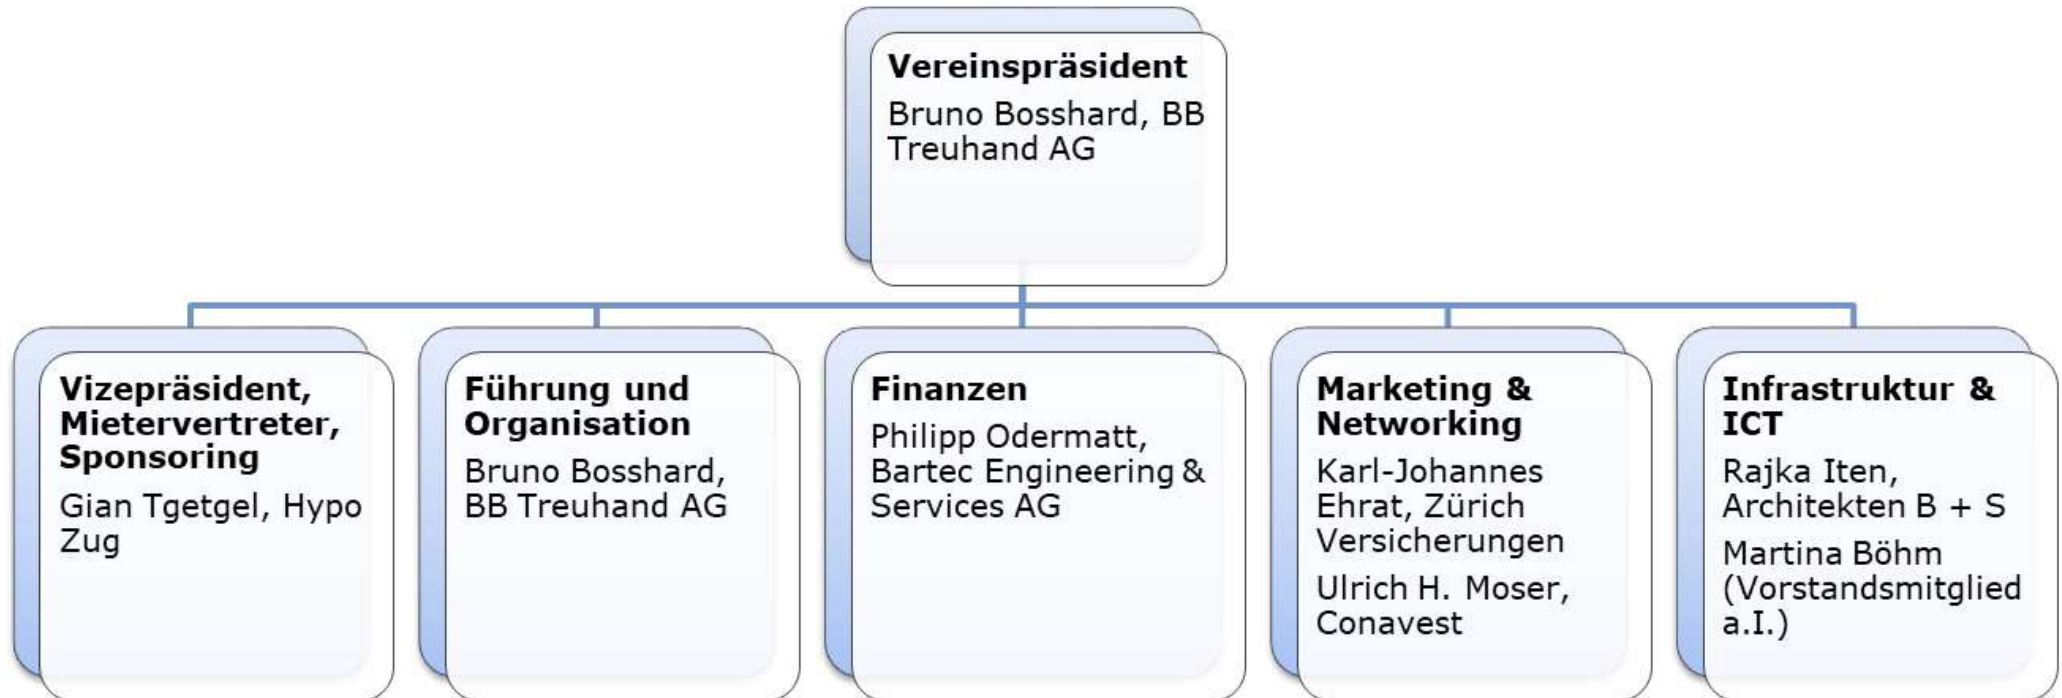 Vereinspräsident
Bruno Bosshard, BB
Treuhand AG
Vizepräsident,
Mietervertreter,
Sponsoring
Gian Tgetgel, Hypo
Zug
Führung und
Organisation
Bruno Bosshard,
BB Treuhand AG
Finanzen
Philipp Odermatt,
Bartec Engineering &
Services AG
Marketing &
Networking
Karl-Johannes
Ehrat, Zürich
Versicherungen
Ulrich H. Moser,
Conavest
Infrastruktur &
ICT
Rajka Iten,
Architekten B + S
Martina Böhm
(Vorstandsmitglied
a.I.)